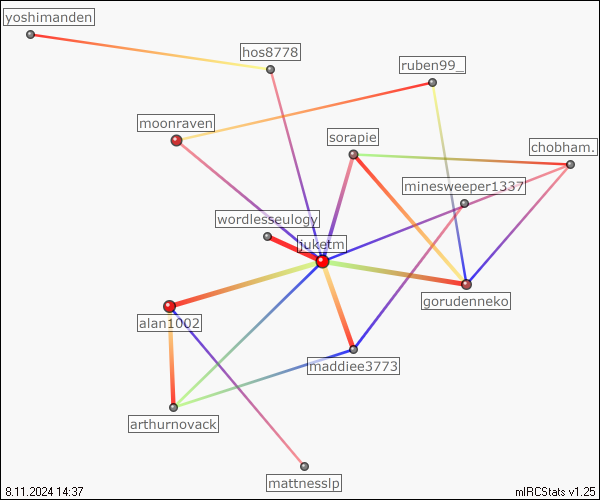 yoshimanden
hos8778
ruben99_
moonraven
sorapie
chobham.
minesweeper1337
wordlesseulogy
juketm
gorudenneko
alan1002
maddiee3773
arthurnovack
mattnesslp
8.11.2024 14:37
mIRCStats v1.25